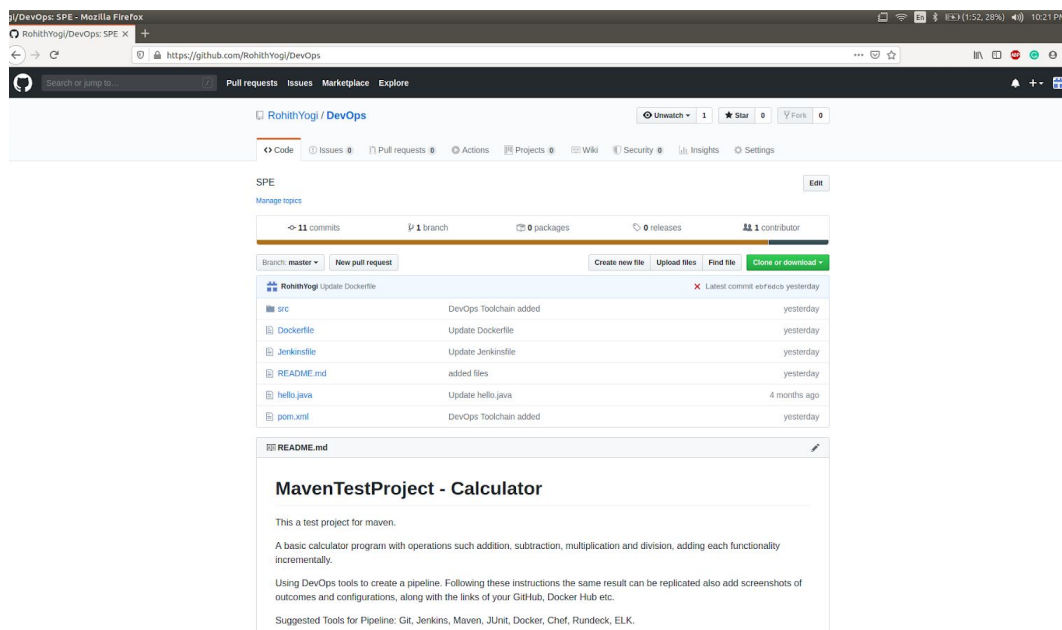 gi/DevOps: SPE - Mozilla Firefox
En (1:52, 28%) 10:21 PM
RohithYogi/DevOps: SPE × +
https://github.com/RohithYogi/DevOps
Search or jump to... / Pull requests Issues Marketplace Explore
RohithYogi / DevOps Unwatch 1 Star 0 Fork 0
Code Issues 0 Pull requests 0 Actions Projects 0 Wiki Security 0 Insights Settings
SPE Edit
Manage topics
11 commits 1 branch 0 packages 0 releases 1 contributor
Branch: master New pull request Create new file Upload files Find file Clone or download
RohithYogi Update Dockerfile Latest commit yesterday
src DevOps Toolchain added yesterday
Dockerfile Update Dockerfile yesterday
Jenkinsfile Update Jenkinsfile yesterday
README.md added files yesterday
hello.java Update hello.java 4 months ago
pom.xml DevOps Toolchain added yesterday
README.md
MavenTestProject - Calculator
This a test project for maven.
A basic calculator program with operations such addition, subtraction, multiplication and division, adding each functionality
incrementally.
Using DevOps tools to create a pipeline. Following these instructions the same result can be replicated also add screenshots of
outcomes and configurations, along with the links of your GitHub, Docker Hub etc.
Suggested Tools for Pipeline: Git, Jenkins, Maven, JUnit, Docker, Chef, Rundeck, ELK.